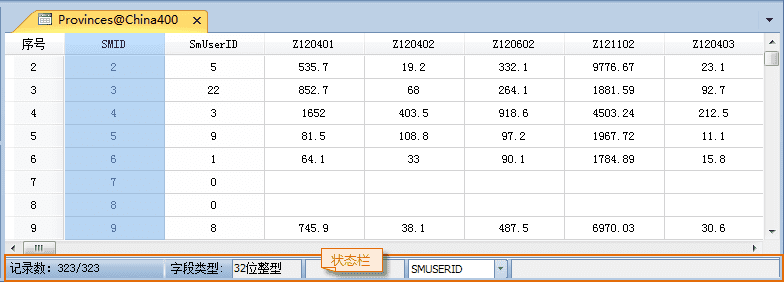 Provinces@China400
序号 SMID SmUserID Z120401 Z120402 Z120602 Z121102 Z120403
2 2 5 535.7 19.2 332.1 9776.67 23.1
3 3 22 852.7 68 264.1 1881.59 92.7
4 4 3 1652 403.5 918.6 4503.24 212.5
5 5 9 81.5 108.8 97.2 1967.72 11.1
6 6 1 64.1 33 90.1 1784.89 15.8
7 7 0
8 8 0
9 9 8 745.9 38.1 487.5 6970.03 30.6
记录数: 323/323 字段类型: 32位整型 状态栏 SMUSERID